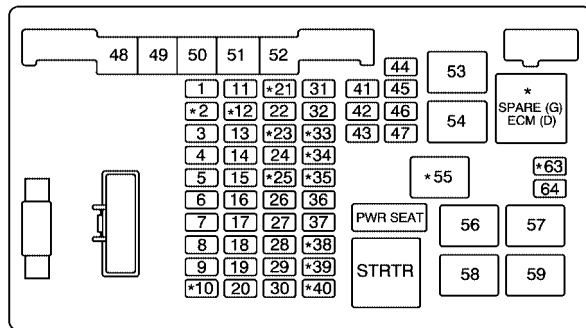 48 49 50 51 52
44
53
1 11 *21 31 41 45
*2 *12 22 32 42 46
3 13 *23 *33 43 47
54
*
SPARE (G)
ECM (D)
4 14 24 *34
5 15 *25 *35
*55
*63
64
6 16 26 36
7 17 27 37
PWR SEAT
56 57
8 18 28 *38
9 19 29 *39
*10 20 30 *40
STRTR
58 59